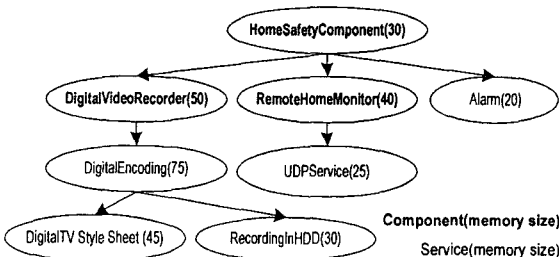 HomeSafetyComponent(30)
DigitalVideoRecorder(50)
RemoteHomeMonitor(40)
Alarm(20)
DigitalEncoding(75)
UDPService(25)
DigitalTV Style Sheet (45)
RecordingInHDD(30)
Component(memory size)
Service(memory size)